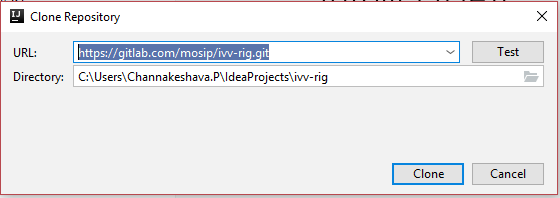 Clone Repository
URL: https://gitlab.com/mosip/ivv-rig.git Test
Directory: C:\Users\Channakeshava.P\IdeaProjects\ivv-rig
Clone Cancel